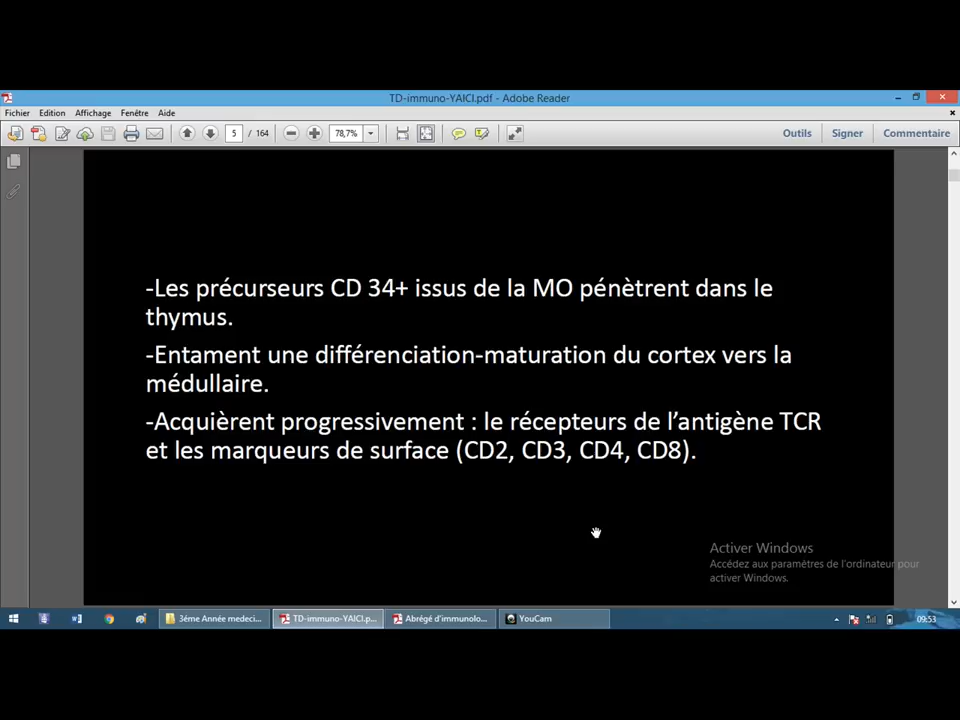 TD-immuno-YAICI.pdf - Adobe Reader
Fichier Edition Affichage Fenêtre Aide
5 / 164 78,7% Outils Signer Commentaire
-Les précurseurs CD 34+ issus de la MO pénètrent dans le
thymus.
-Entament une différenciation-maturation du cortex vers la
médullaire.
-Acquièrent progressivement : le récepteurs de l’antigène TCR
et les marqueurs de surface (CD2, CD3, CD4, CD8).
Activer Windows
Accédez aux paramètres de l'ordinateur pour
activer Windows.
3éme Année medeci... TD-immuno-YAICI.p... Abrégé d'immunolo... YouCam 09:53